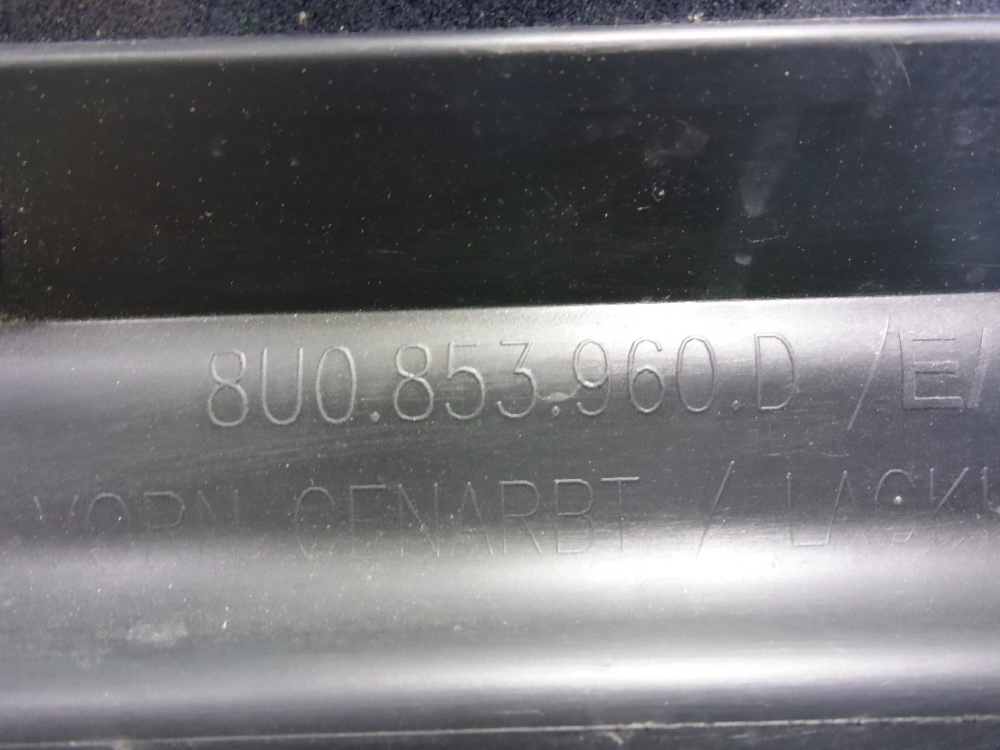 8U0.853.960.D /E/
VORN GENARBT / LACK